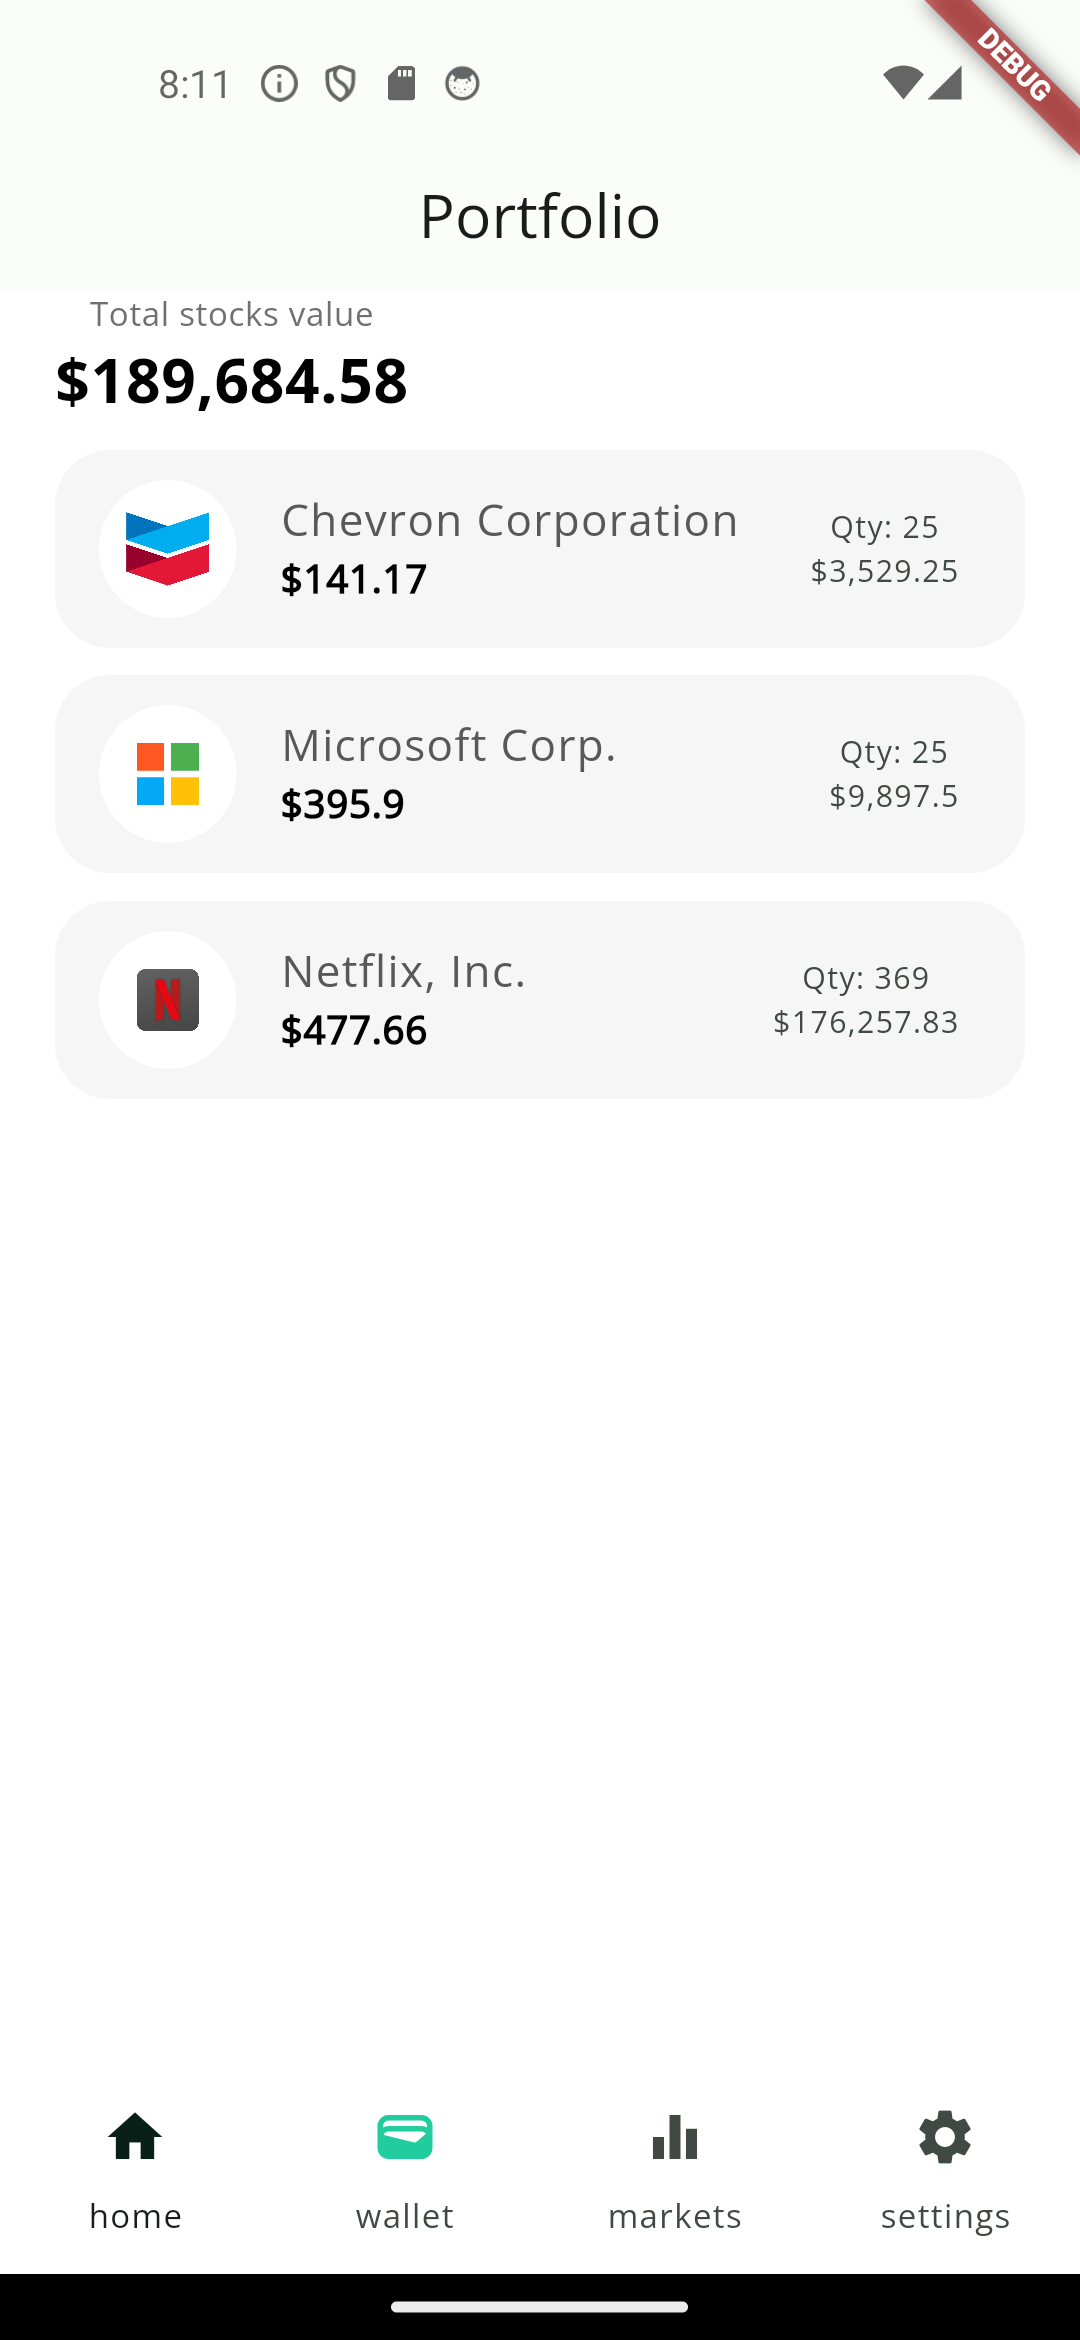 8:11
DEBUG
Portfolio
Total stocks value
$189,684.58
Chevron Corporation
$141.17
Qty: 25
$3,529.25
Microsoft Corp.
$395.9
Qty: 25
$9,897.5
N
Netflix, Inc.
$477.66
Qty: 369
$176,257.83
home
wallet
markets
settings